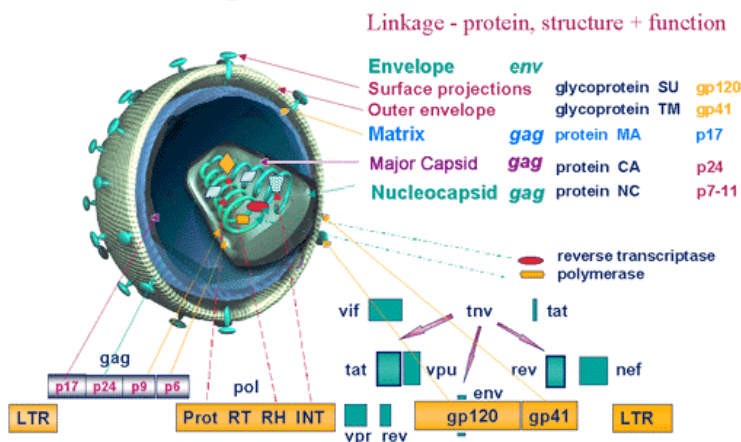 Linkage - protein, structure + function
Envelope env
Surface projections glycoprotein SU gp120
Outer envelope glycoprotein TM gp41
Matrix gag protein MA p17
Major Capsid gag protein CA p24
Nucleocapsid gag protein NC p7-11
reverse transcriptase
polymerase
vif tnv tat
gag
tat vpu rev nef
p17 p24 p9 p6
pol env
LTR Prot RT RH INT gp120 gp41 LTR
vpr rev